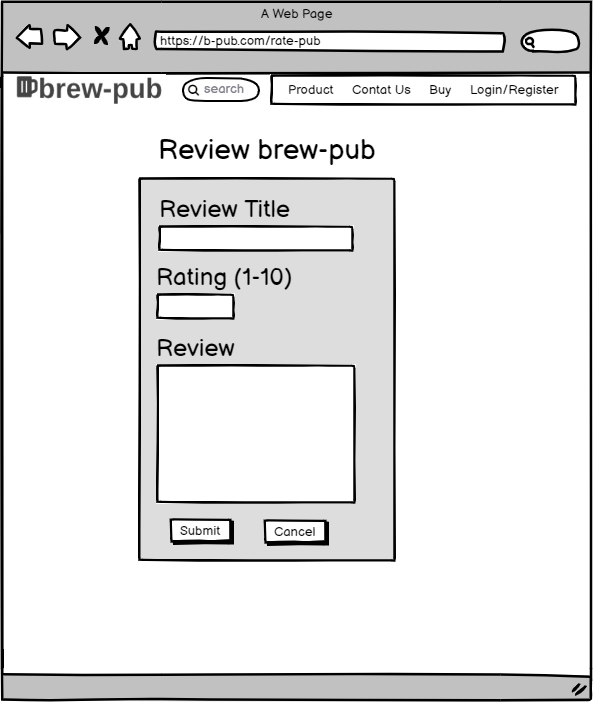 A Web Page
https://b-pub.com/rate-pub
brew-pub search Product Contat Us Buy Login/Register
Review brew-pub
Review Title
Rating (1-10)
Review
Submit Cancel